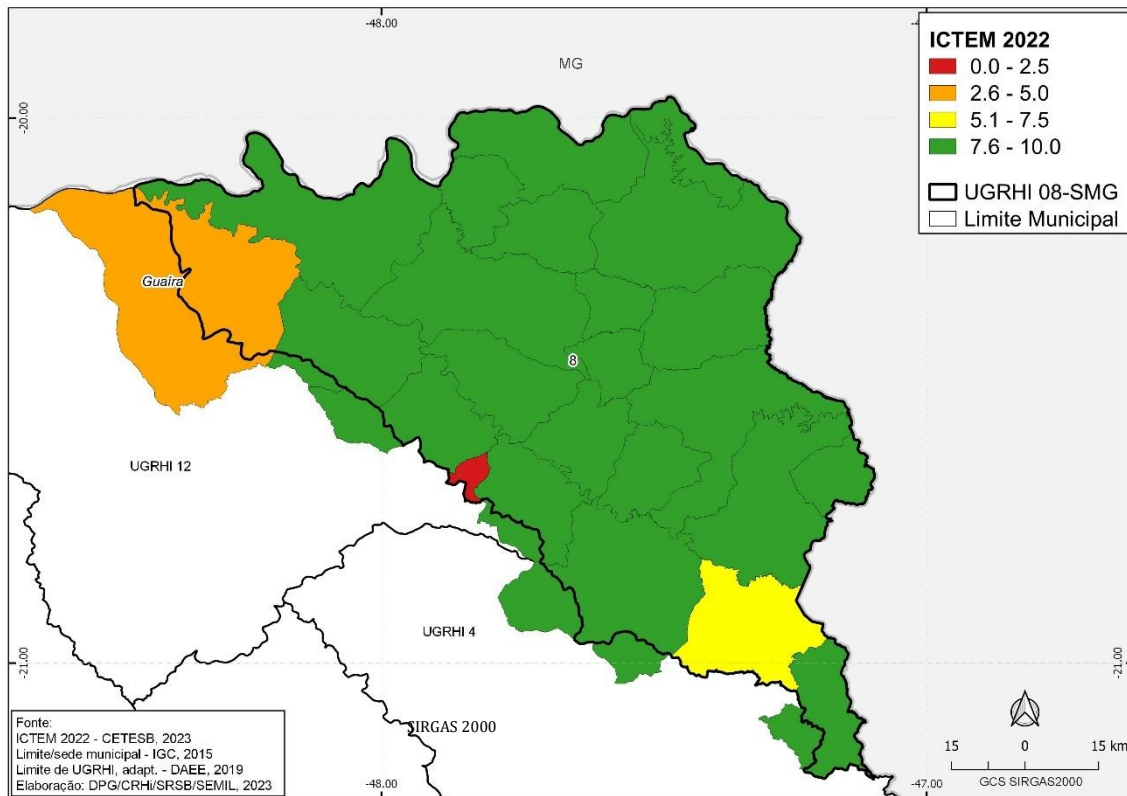 -48.00
ICTEM 2022
0.0 - 2.5
2.6 - 5.0
5.1 - 7.5
7.6 - 10.0
UGRHI 08-SMG
Limite Municipal
MG
-20.00
-20.00
Guaíra
8
UGRHI 12
UGRHI 4
-21.00
-21.00
SIRGAS 2000
Fonte:
ICTEM 2022 - CETESB, 2023
Limite/sede municipal - IGC, 2015
Limite de UGRHI, adapt. - DAEE, 2019
Elaboração: DPG/CRHi/SRSB/SEMIL, 2023
-48.00
-47.00
15 0 15 km
GCS SIRGAS2000